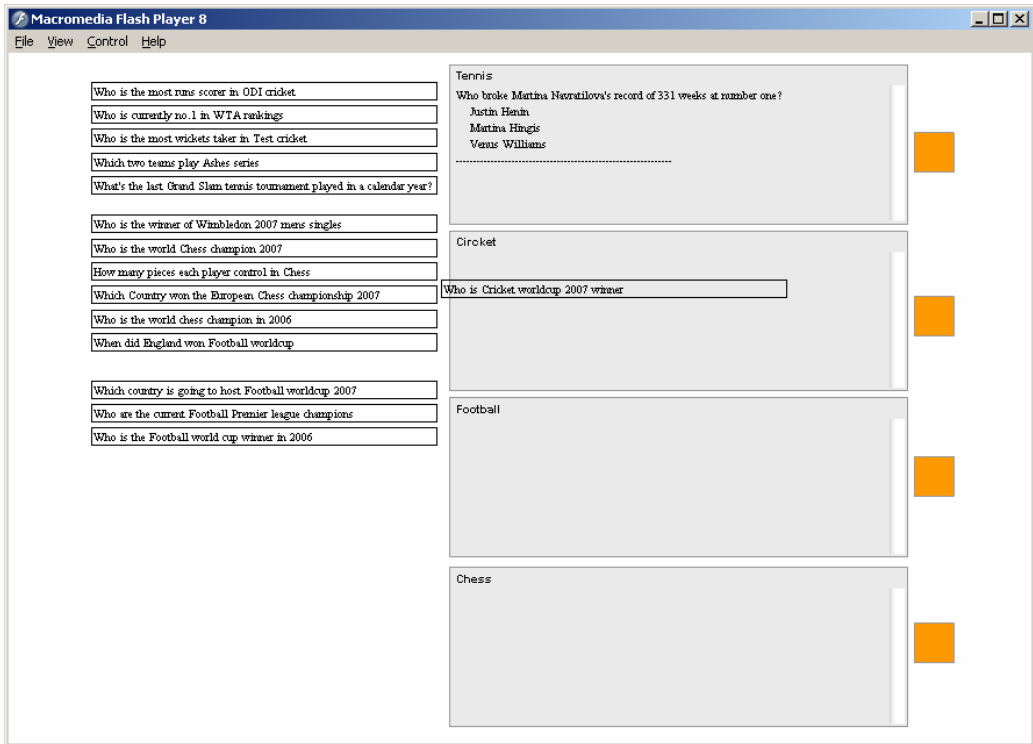 Macromedia Flash Player 8
File View Control Help
Who is the most runs scorer in ODI cricket
Who is currently no.1 in WTA rankings
Who is the most wickets taker in Test cricket
Which two teams play Ashes series
What's the last Grand Slam tennis tournament played in a calendar year?
Who is the winner of Wimbledon 2007 mens singles
Who is the world Chess champion 2007
How many pieces each player control in Chess
Which Country won the European Chess championship 2007
Who is the world chess champion in 2006
When did England won Football worldcup
Which country is going to host Football worldcup 2007
Who are the current Football Premier league champions
Who is the Football world cup winner in 2006
Tennis
Who broke Martina Navratilova's record of 331 weeks at number one?
Justin Henin
Martina Hingis
Venus Williams
------------------------------------------------------------
Cirocket
Who is Cricket worldcup 2007 winner
Football
Chess